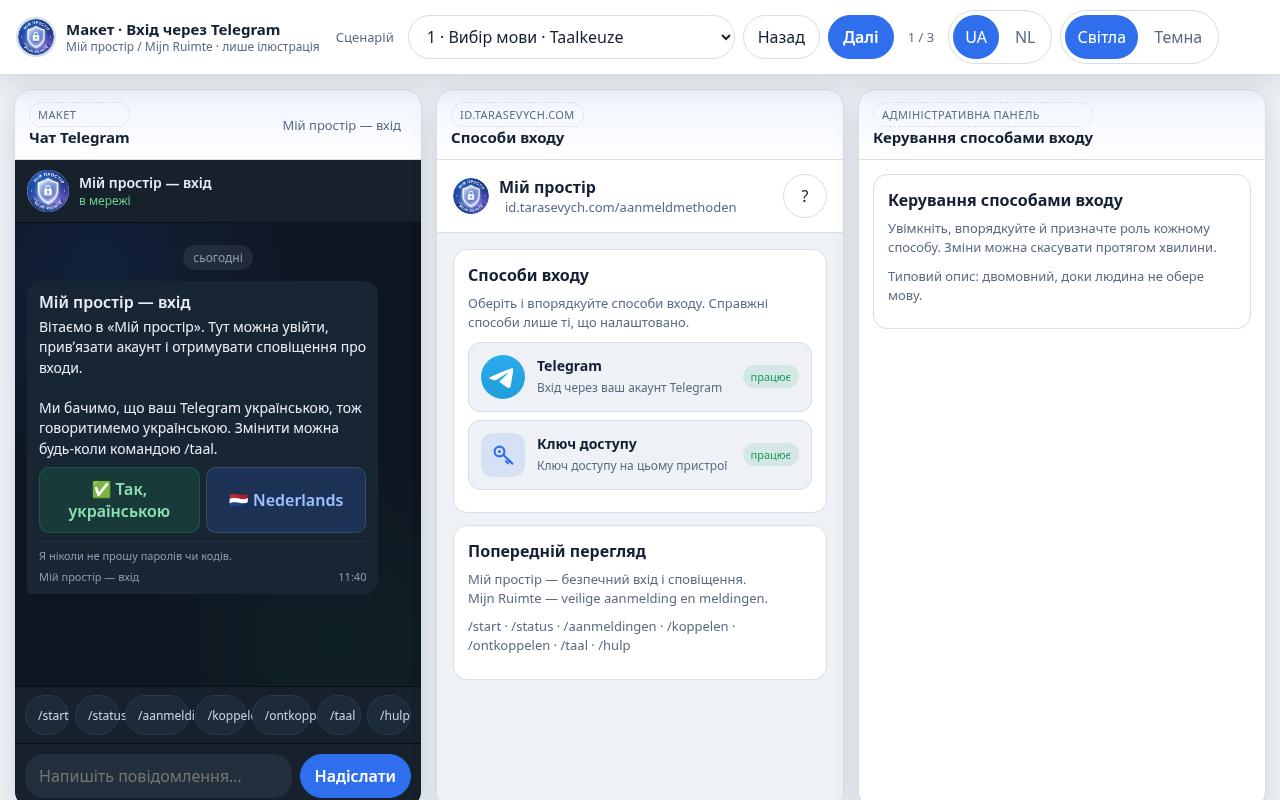 Макет · Вхід через Telegram
Мій простір / Mijn Ruimte · лише ілюстрація
Сценарій
1 · Вибір мови · Taalkeuze
Назад
Далі
1 / 3
UA
NL
Світла
Темна
МАКЕТ
Чат Telegram
Мій простір — вхід
Мій простір — вхід
в мережі
сьогодні
Мій простір — вхід
Вітаємо в «Мій простір». Тут можна увійти,
прив’язати акаунт і отримувати сповіщення про
входи.
Ми бачимо, що ваш Telegram українською, тож
говоритимемо українською. Змінити можна
будь-коли командою /taal.
✅ Так,
українською
🇳🇱 Nederlands
Я ніколи не прошу паролів чи кодів.
Мій простір — вхід
11:40
/start
/status
/aanmeldi
/koppel
/ontkopp
/taal
/hulp
Напишіть повідомлення...
Надіслати
ID.TARASEVYCH.COM
Способи входу
Мій простір
id.tarasevych.com/aanmeldmethoden
?
Способи входу
Оберіть і впорядкуйте способи входу. Справжні
способи лише ті, що налаштовано.
Telegram
Вхід через ваш акаунт Telegram
працює
Ключ доступу
Ключ доступу на цьому пристрої
працює
Попередній перегляд
Мій простір — безпечний вхід і сповіщення.
Mijn Ruimte — veilige aanmelding en meldingen.
/start · /status · /aanmeldingen · /koppelen ·
/ontkoppelen · /taal · /hulp
АДМІНІСТРАТИВНА ПАНЕЛЬ
Керування способами входу
Керування способами входу
Увімкніть, впорядкуйте й призначте роль кожному
способу. Зміни можна скасувати протягом хвилини.
Типовий опис: двомовний, доки людина не обере
мову.